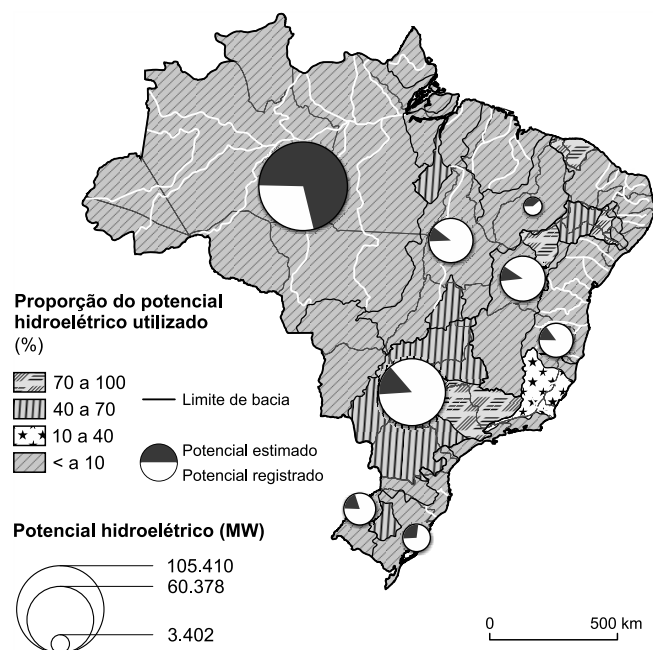 Proporção do potencial
hidroelétrico utilizado
(%)
70 a 100
40 a 70
10 a 40
< a 10
Limite de bacia
Potencial estimado
Potencial registrado
Potencial hidroelétrico (MW)
105.410
60.378
3.402
0 500 km